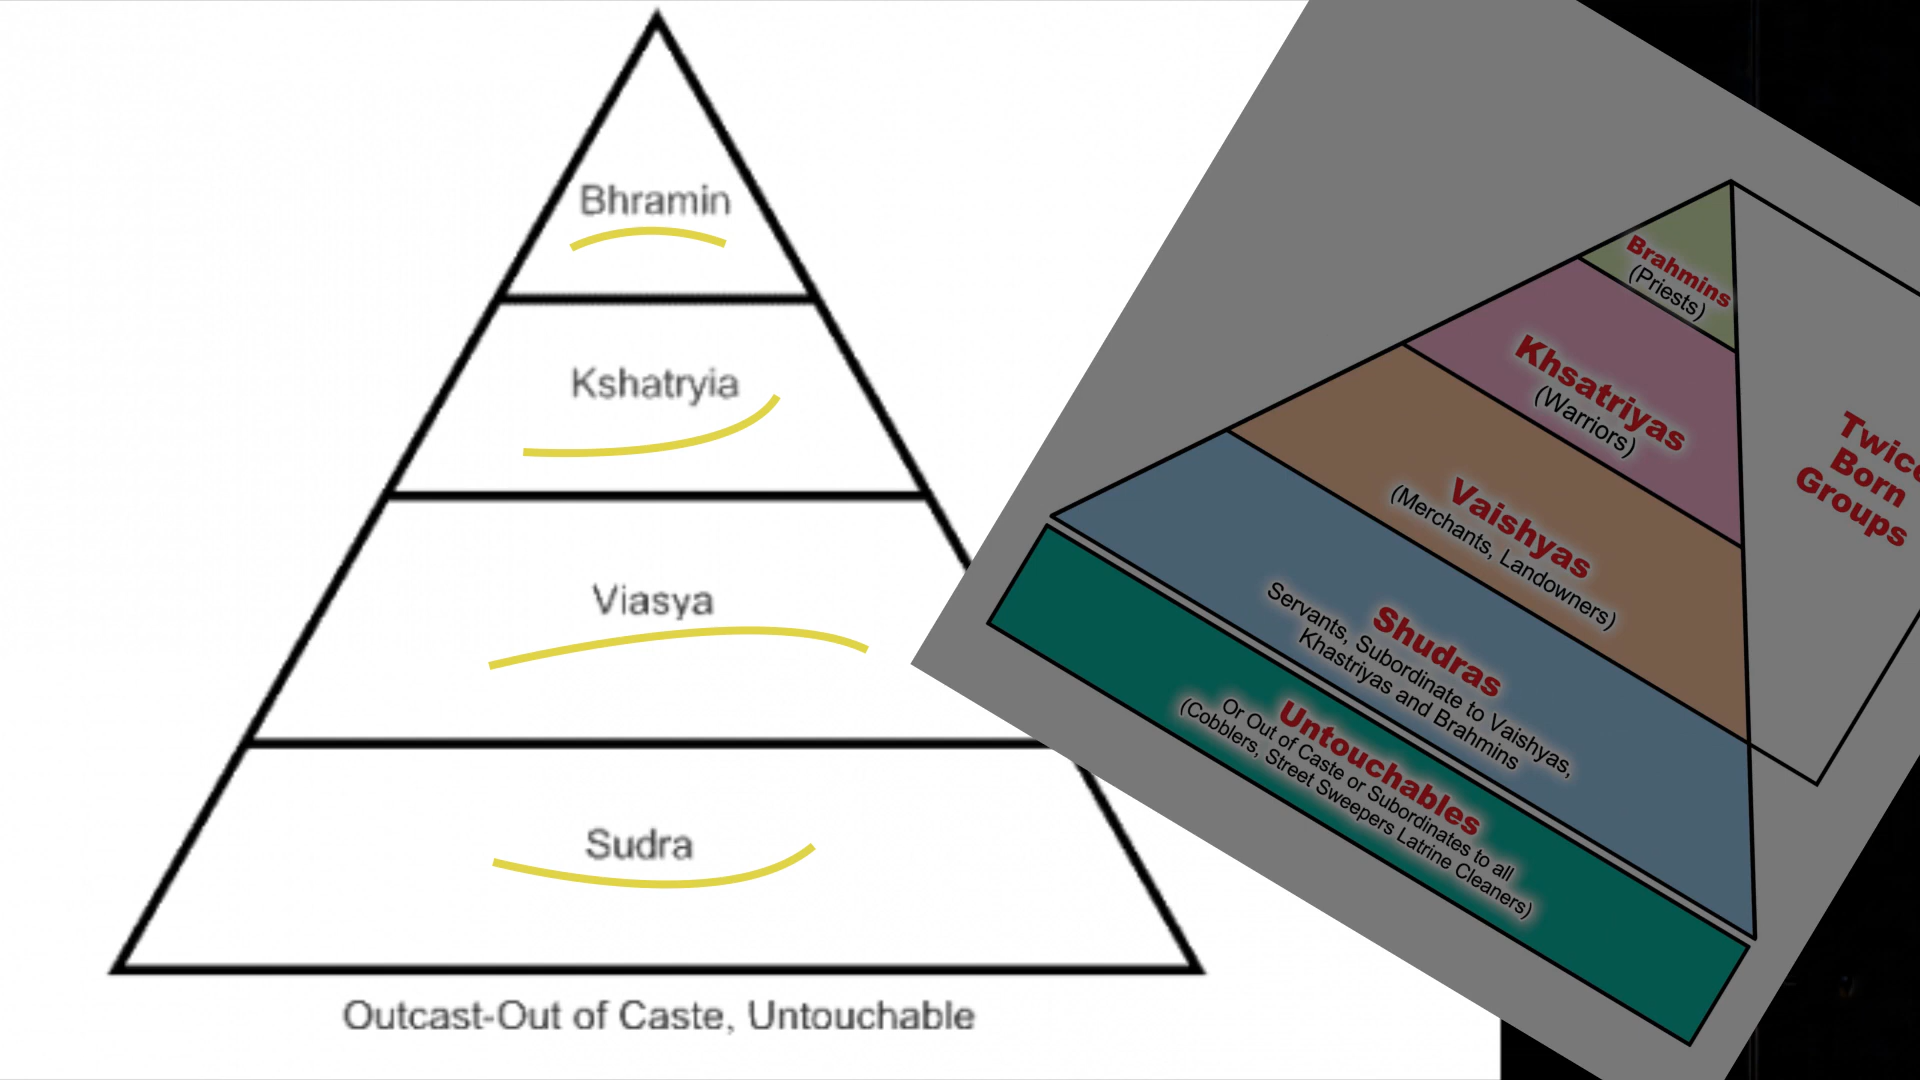 Bhramin
Kshatryia
Viasya
Sudra
Outcast-Out of Caste, Untouchable
Brahmins
(Priests)
Khsatriyas
(Warriors)
Vaishyas
(Merchants, Landowners)
Shudras
Servants, Subordinate to Vaishyas,
Khastriyas and Brahmins
Untouchables
Or Out of Caste or Subordinates to all
(Cobblers, Street Sweepers Latrine Cleaners)
Born
Groups